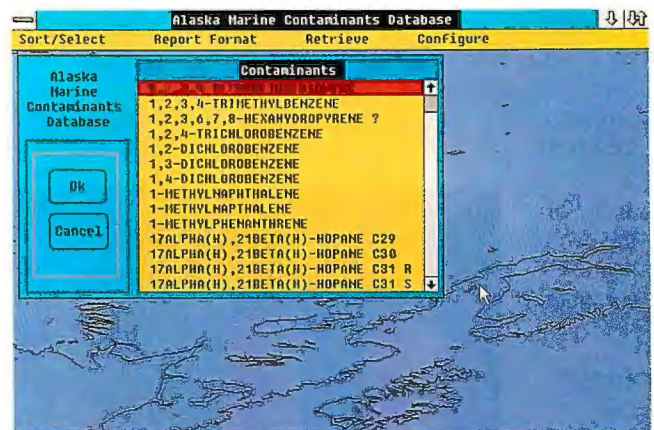 Alaska Marine Contaminants Database
Sort/Select Report Format Retrieve Configure
Alaska
Marine
Contaminants
Database
Ok
Cancel
Contaminants
1,2,3,4-TRIMETHYLBENZENE
1,2,3,6,7,8-HEXAHYDROPYRENE ?
1,2,4-TRICHLOROBENZENE
1,2-DICHLOROBENZENE
1,3-DICHLOROBENZENE
1,4-DICHLOROBENZENE
1-METHYLNAPHTHALENE
1-METHYLNAPTHALENE
1-METHYLPHENANTHRENE
17ALPHA(H),21BETA(H)-HOPANE C29
17ALPHA(H),21BETA(H)-HOPANE C30
17ALPHA(H),21BETA(H)-HOPANE C31 R
17ALPHA(H),21BETA(H)-HOPANE C31 S